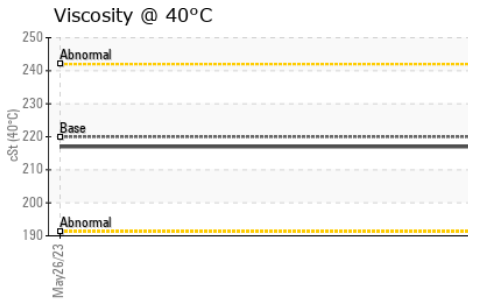 Viscosity @ 40°C
250
Abnormal
240
230
Base
220
210
200
Abnormal
190
cSt (40°C)
May26/23